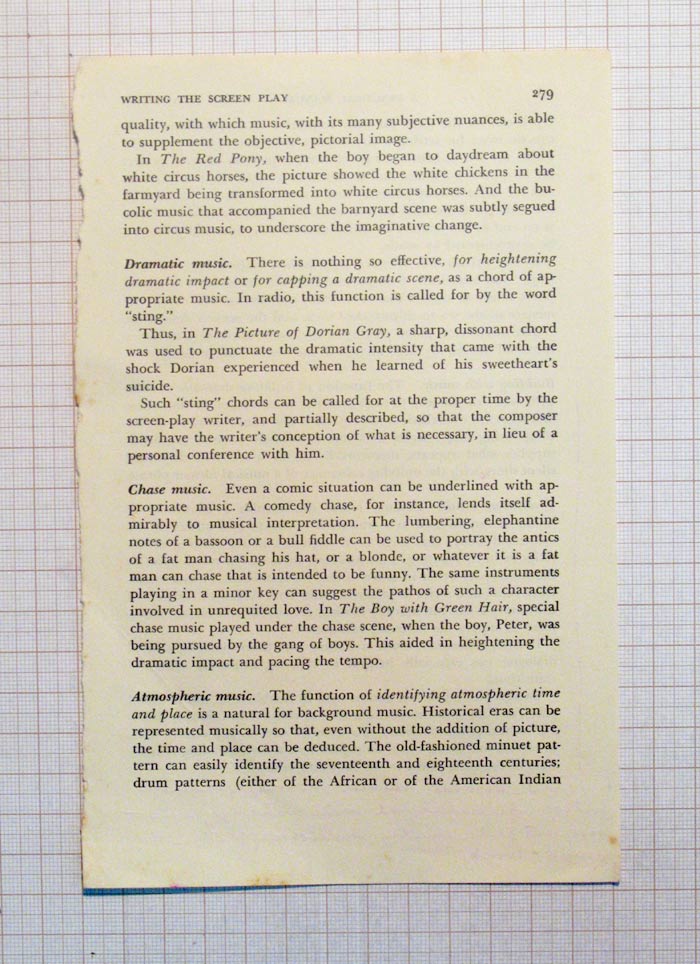 WRITING THE SCREEN PLAY 279
quality, with which music, with its many subjective nuances, is able
to supplement the objective, pictorial image.
In The Red Pony, when the boy began to daydream about
white circus horses, the picture showed the white chickens in the
farmyard being transformed into white circus horses. And the bu-
colic music that accompanied the barnyard scene was subtly segued
into circus music, to underscore the imaginative change.
Dramatic music. There is nothing so effective, for heightening
dramatic impact or for capping a dramatic scene, as a chord of ap-
propriate music. In radio, this function is called for by the word
“sting.”
Thus, in The Picture of Dorian Gray, a sharp, dissonant chord
was used to punctuate the dramatic intensity that came with the
shock Dorian experienced when he learned of his sweetheart’s
suicide.
Such “sting” chords can be called for at the proper time by the
screen-play writer, and partially described, so that the composer
may have the writer’s conception of what is necessary, in lieu of a
personal conference with him.
Chase music. Even a comic situation can be underlined with ap-
propriate music. A comedy chase, for instance, lends itself ad-
mirably to musical interpretation. The lumbering, elephantine
notes of a bassoon or a bull fiddle can be used to portray the antics
of a fat man chasing his hat, or a blonde, or whatever it is a fat
man can chase that is intended to be funny. The same instruments
playing in a minor key can suggest the pathos of such a character
involved in unrequited love. In The Boy with Green Hair, special
chase music played under the chase scene, when the boy, Peter, was
being pursued by the gang of boys. This aided in heightening the
dramatic impact and pacing the tempo.
Atmospheric music. The function of identifying atmospheric time
and place is a natural for background music. Historical eras can be
represented musically so that, even without the addition of picture,
the time and place can be deduced. The old-fashioned minuet pat-
tern can easily identify the seventeenth and eighteenth centuries;
drum patterns (either of the African or of the American Indian